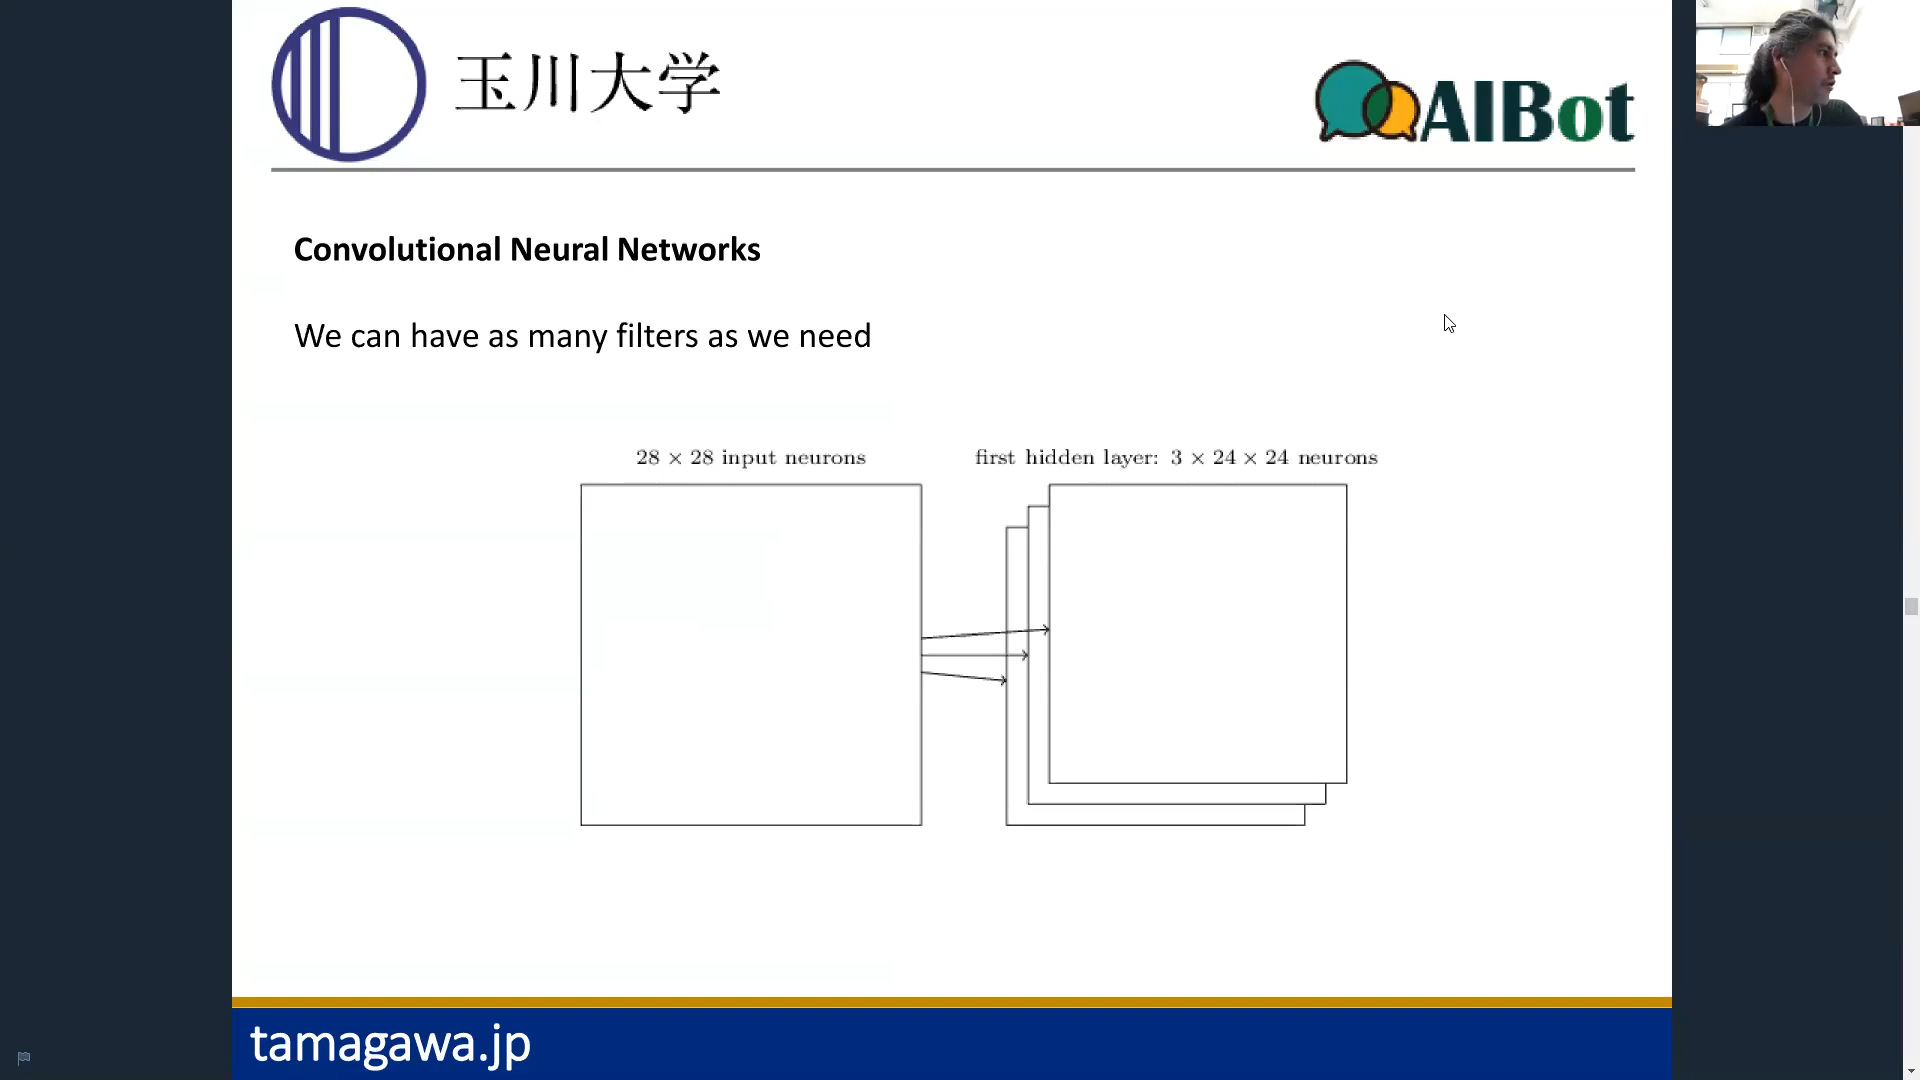 玉川大学
AIBot
Convolutional Neural Networks
We can have as many filters as we need
28 × 28 input neurons
first hidden layer: 3 × 24 × 24 neurons
tamagawa.jp